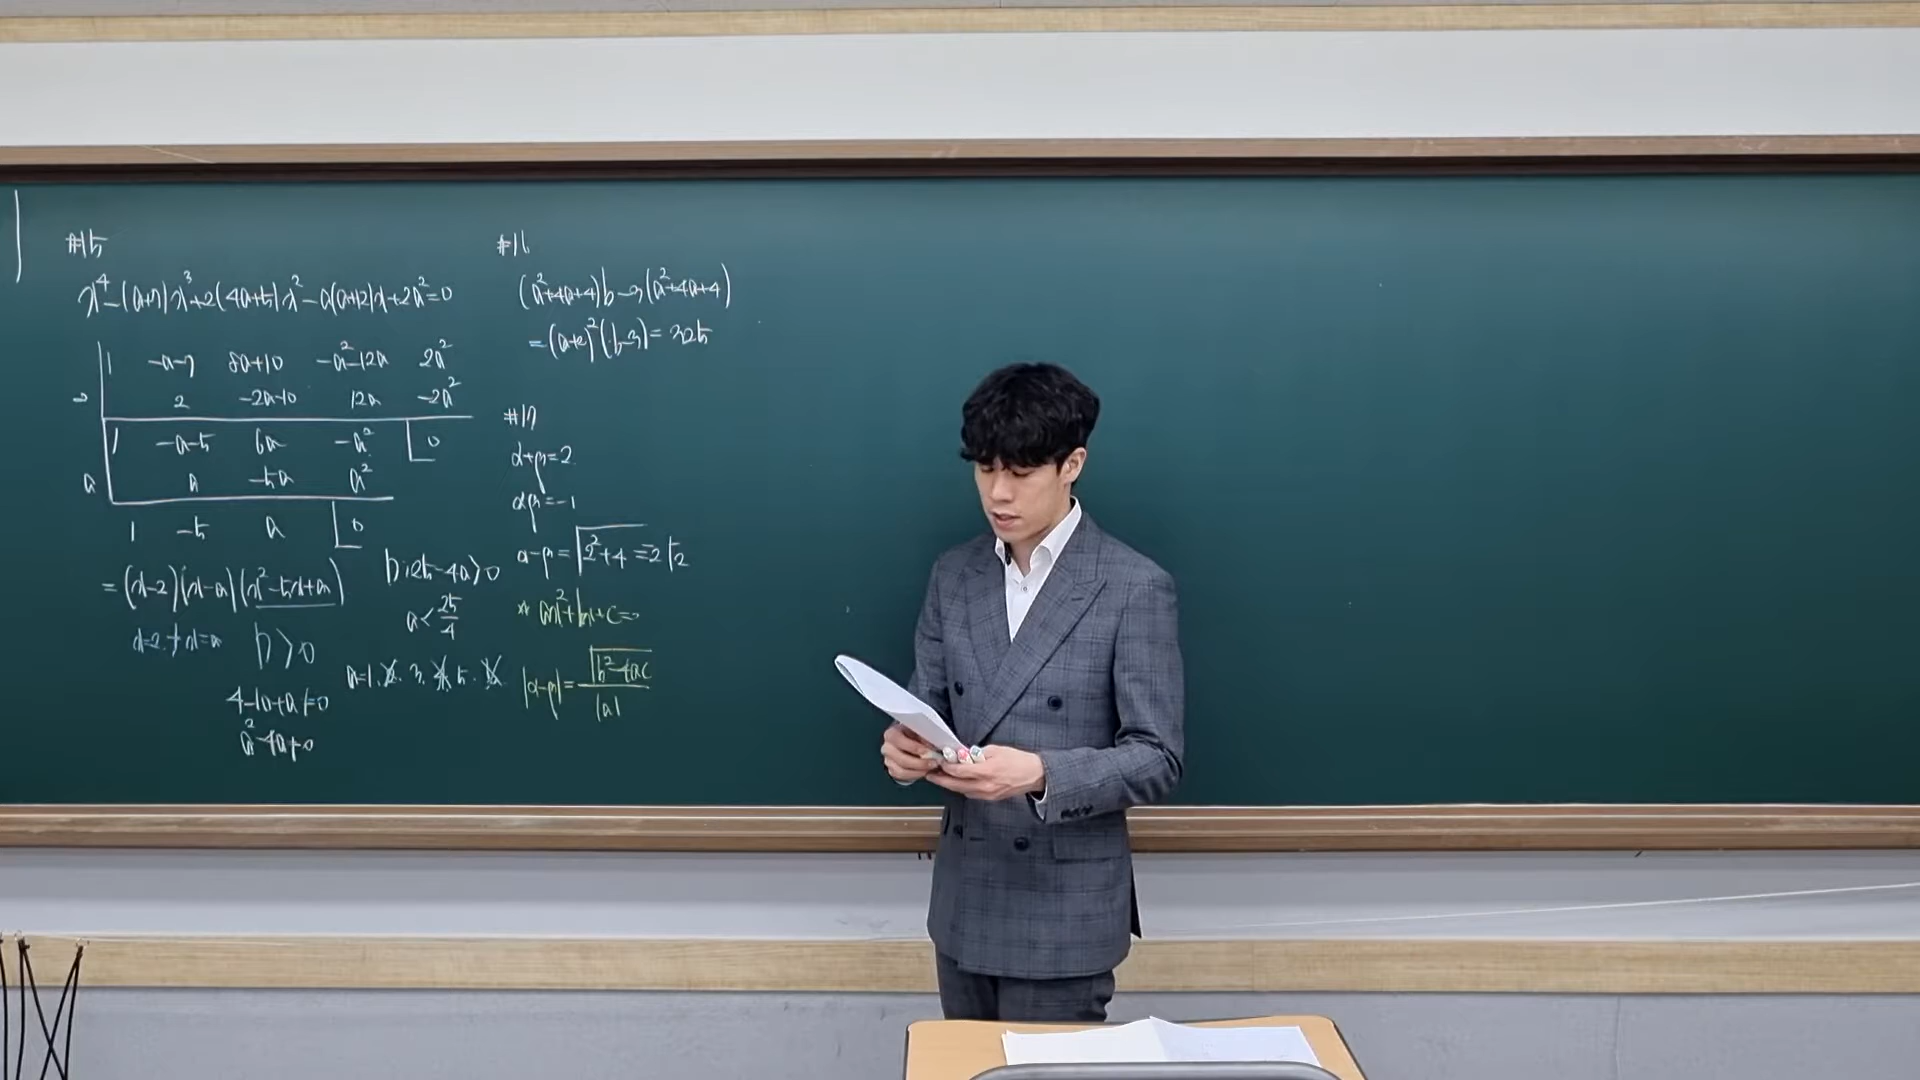 #15
x⁴-(a+7)x³+2(4a+5)x²-a(a+12)x+2a²=0
1 -a-7 8a+10 -a²-12a 2a²
2 2 -2a-10 12a -2a²
1 -a-5 6a -a² 0
a a -5a a²
1 -5 a 0
=(x-2)(x-a)(x²-5x+a)
x=2, x=a
D>0
4-10+a≠0
a²-4a≠0
D=25-4a>0
a<25/4
a=1, 2, 3, 4, 5, 6
#16
(a²+4a+4)b-3(a²+4a+4)
=(a+2)²(b-3)=325
#17
α+β=2
αβ=-1
α-β=√2²+4=2√2
* ax²+bx+c=0
|α-β|=√b²-4ac/|a|